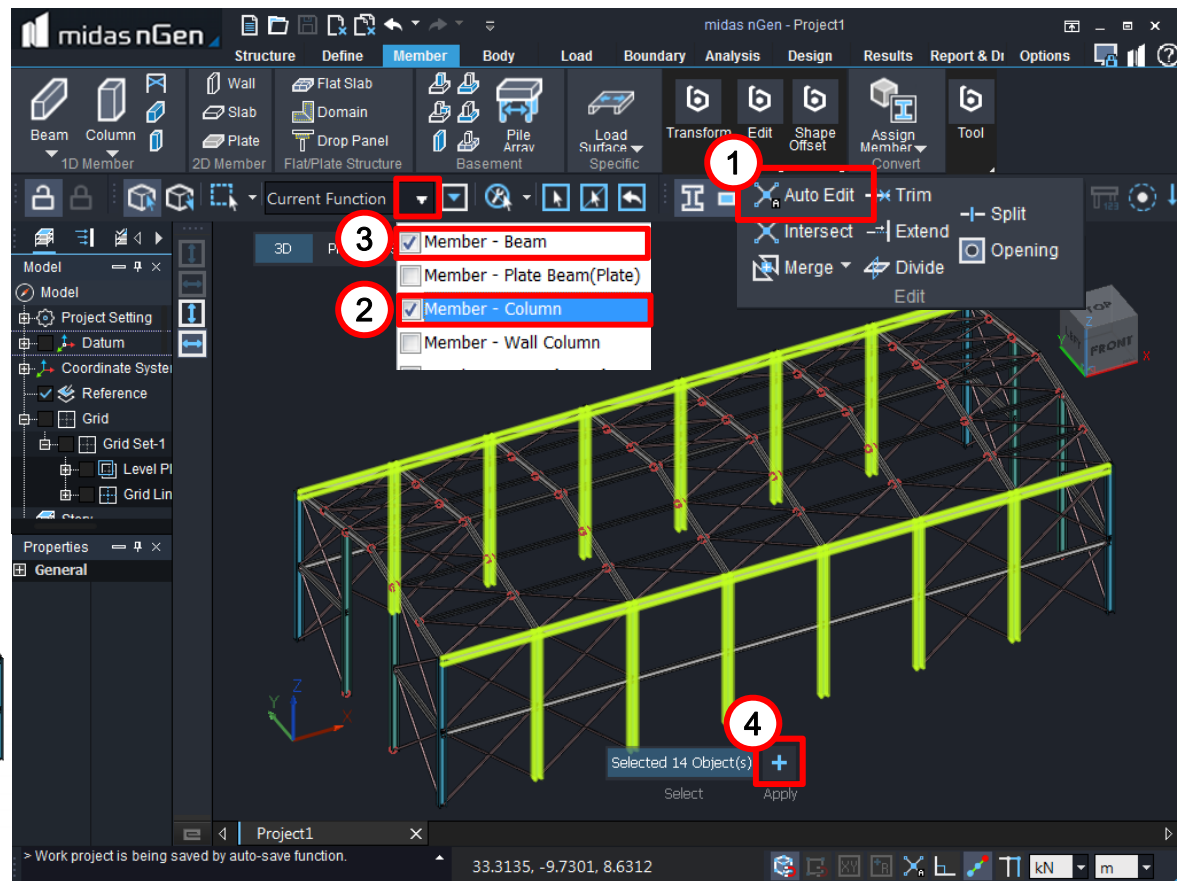 midas nGen
midas nGen - Project1
Structure Define Member Body Load Boundary Analysis Design Results Report & Di Options
Beam
Column
1D Member
Wall
Slab
Plate
2D Member
Flat Slab
Domain
Drop Panel
Flat/Plate Structure
Pile
Array
Basement
Load
Surface
Specific
Transform
Edit
Shape
Offset
Assign
Member
Convert
Tool
1
Current Function
Auto Edit
Trim
Split
Intersect
Extend
Opening
Merge
Divide
Edit
3D
3
Member - Beam
Member - Plate Beam(Plate)
2
Member - Column
Member - Wall Column
Model
Model
Project Setting
Datum
Coordinate Syste
Reference
Grid
Grid Set-1
Level Pl
Grid Lin
Properties
General
TOP
LEFT
FRONT
Z
Y
X
Z
Y
X
4
Selected 14 Object(s)
+
Select
Apply
Project1
> Work project is being saved by auto-save function.
33.3135, -9.7301, 8.6312
kN
m